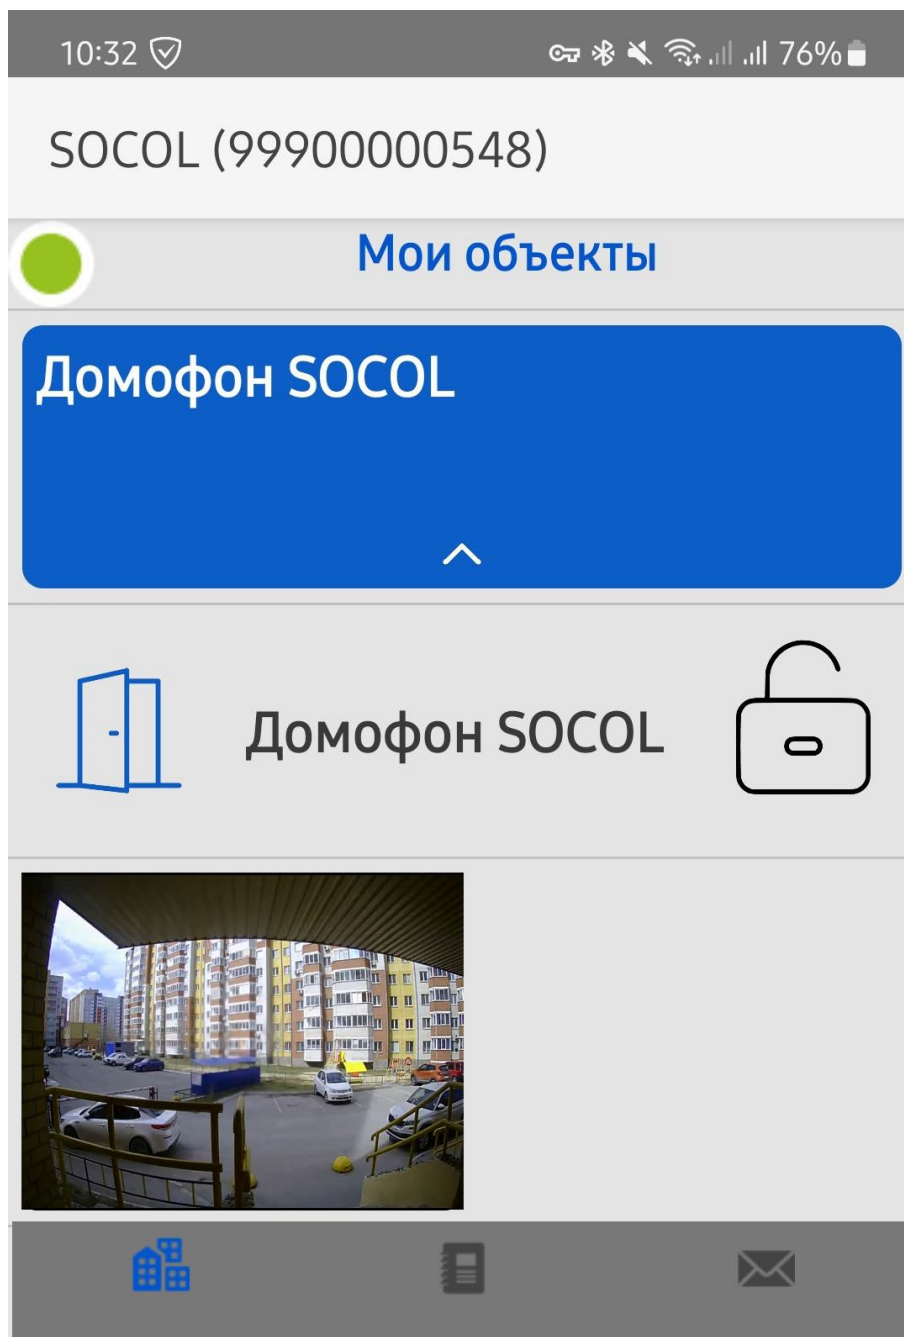 10:32
76%
SOCOL (99900000548)
Мои объекты
Домофон SOCOL
Домофон SOCOL